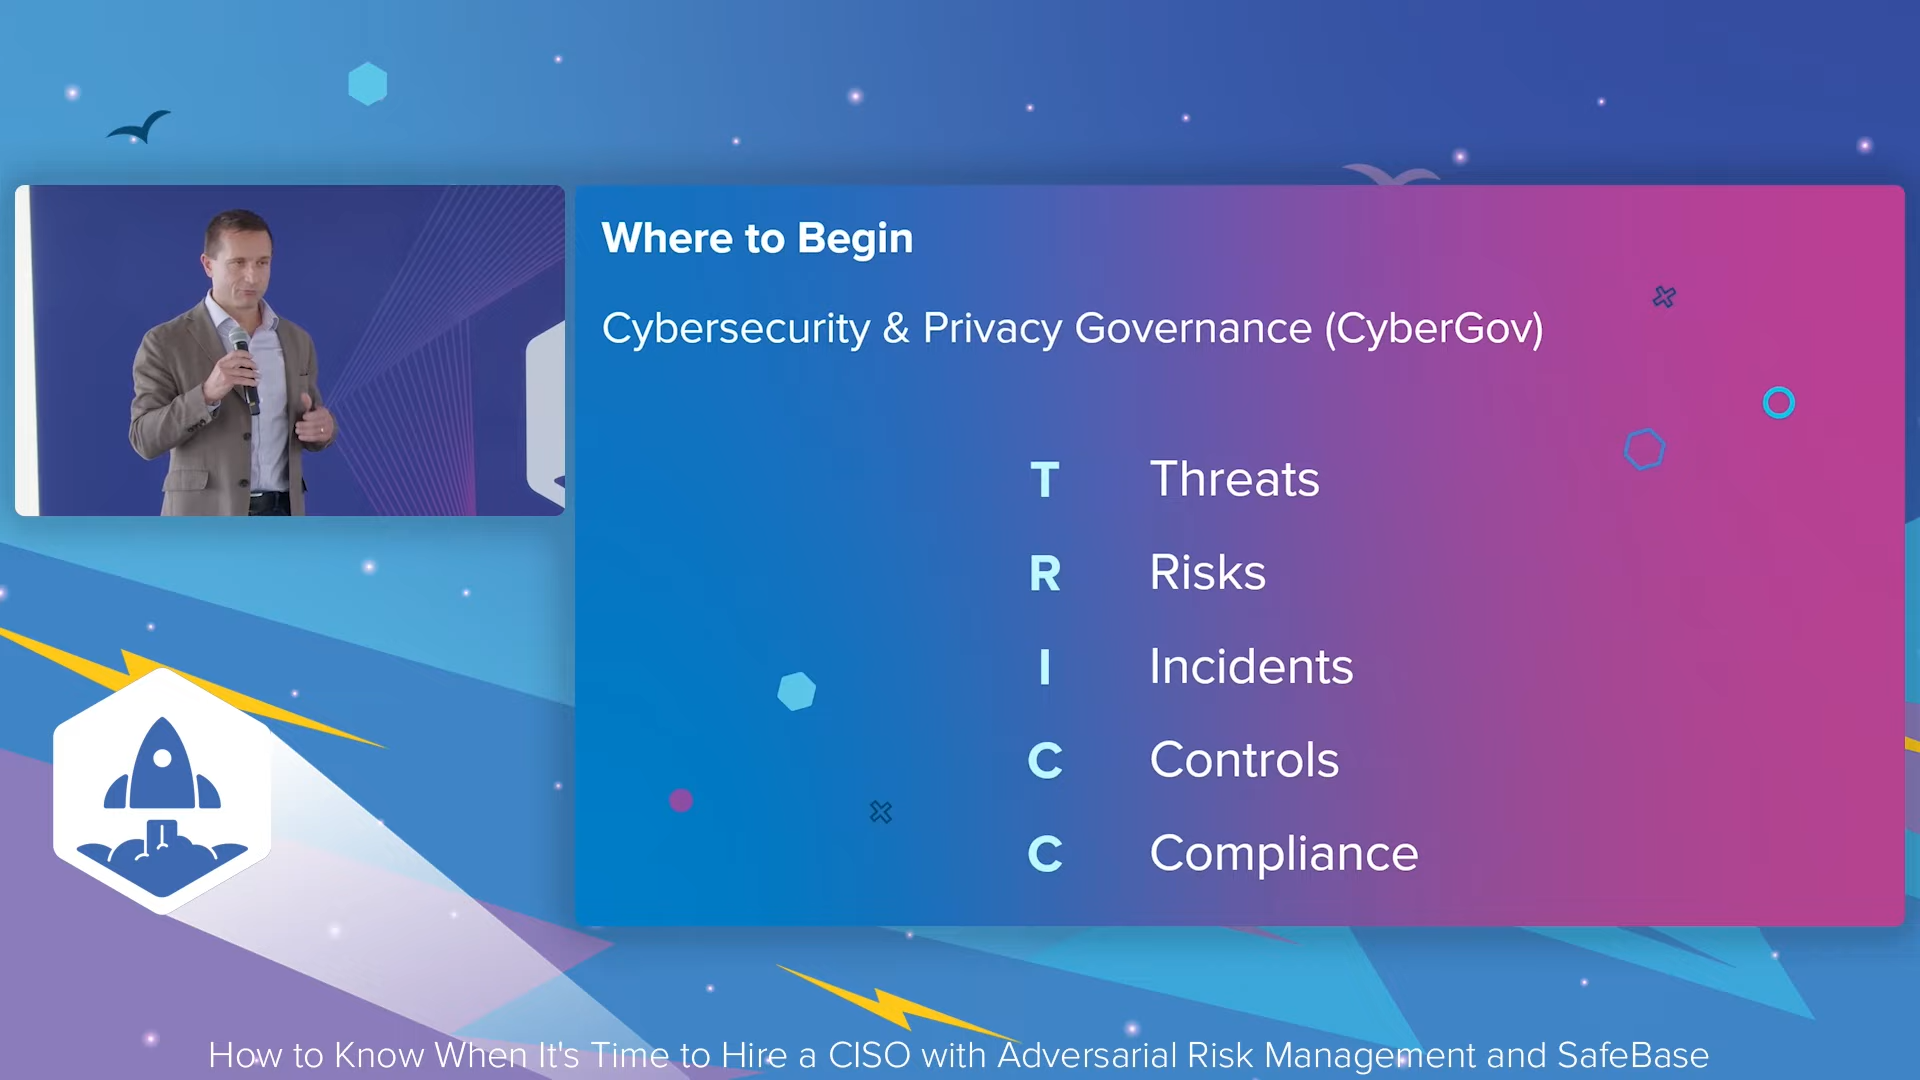 Where to Begin
Cybersecurity & Privacy Governance (CyberGov)
T Threats
R Risks
I Incidents
C Controls
C Compliance
How to Know When It's Time to Hire a CISO with Adversarial Risk Management and SafeBase